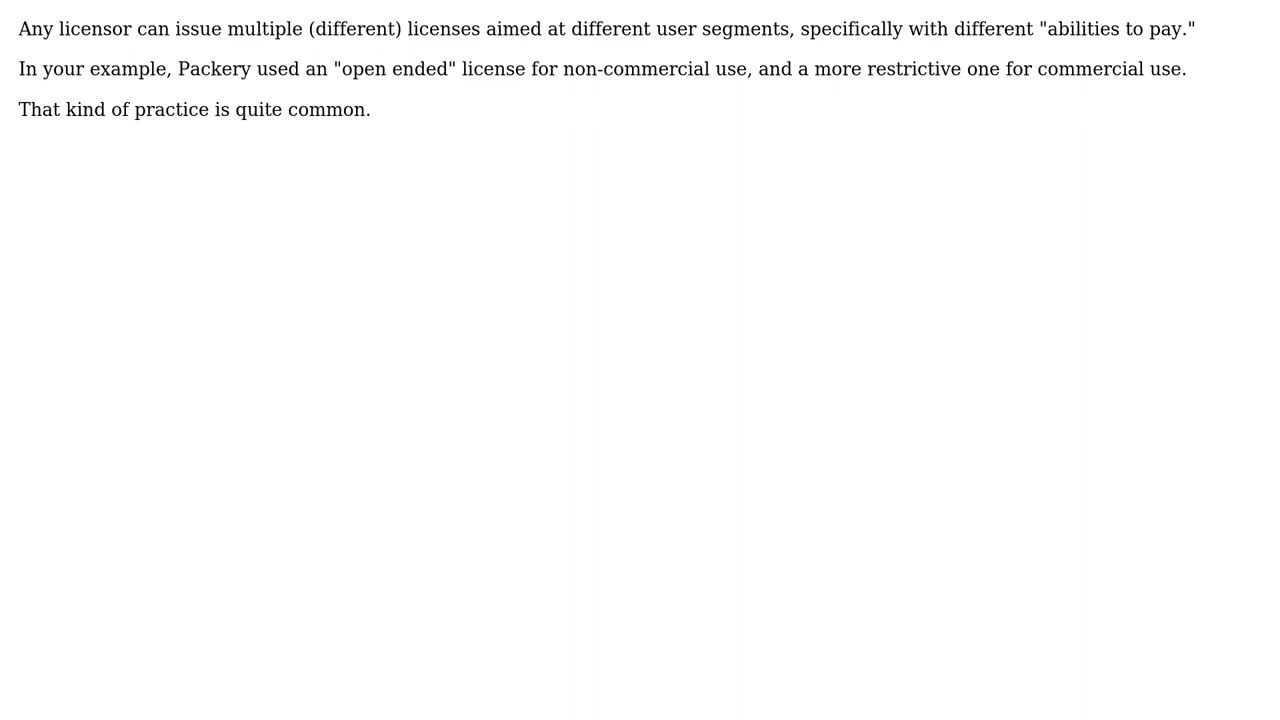 Any licensor can issue multiple (different) licenses aimed at different user segments, specifically with different "abilities to pay."
In your example, Packery used an "open ended" license for non-commercial use, and a more restrictive one for commercial use.
That kind of practice is quite common.